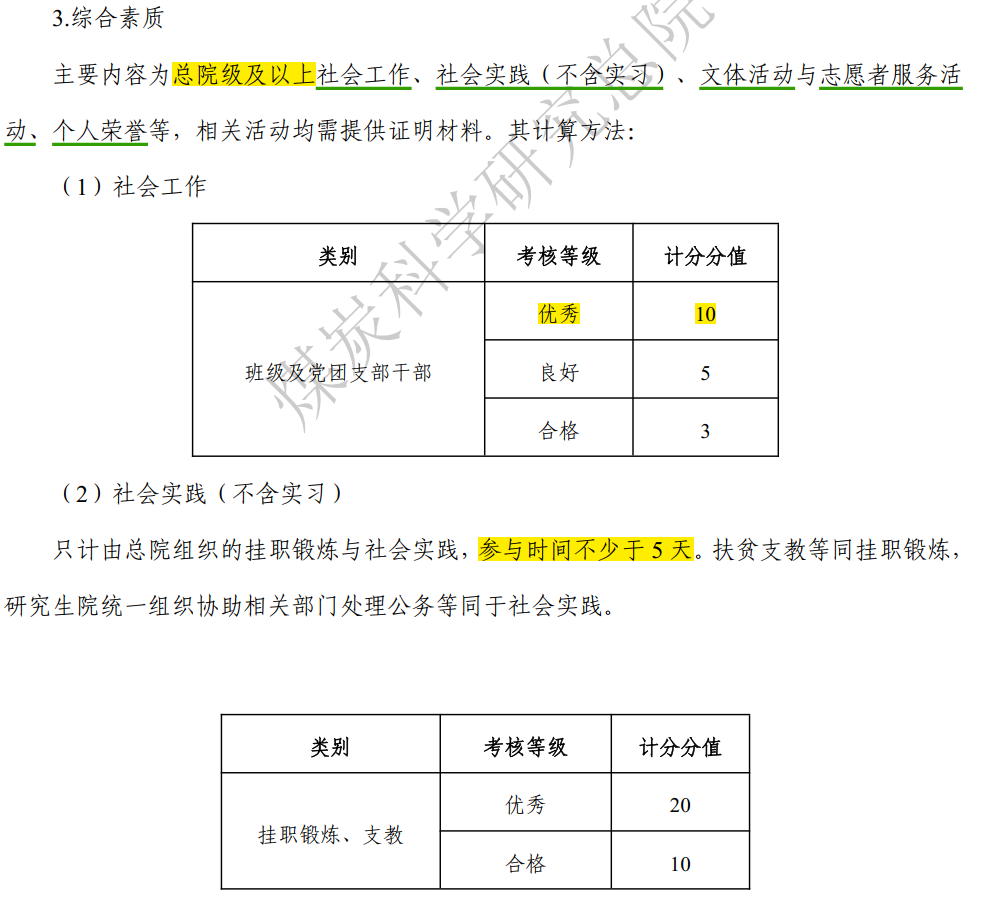 3.综合素质
主要内容为总院级及以上社会工作、社会实践（不含实习）、文体活动与志愿者服务活
动、个人荣誉等，相关活动均需提供证明材料。其计算方法：
（1）社会工作
类别 考核等级 计分分值
优秀 10
班级及党团支部干部 良好 5
合格 3
（2）社会实践（不含实习）
只计由总院组织的挂职锻炼与社会实践，参与时间不少于 5 天。扶贫支教等同挂职锻炼，
研究生院统一组织协助相关部门处理公务等同于社会实践。
类别 考核等级 计分分值
优秀 20
挂职锻炼、支教
合格 10
煤炭科学研究总院